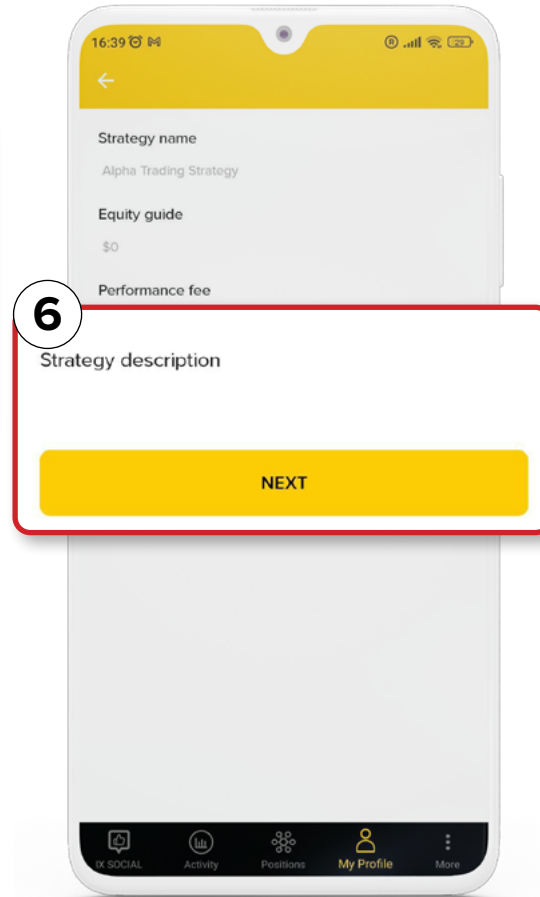 16:39
29
Strategy name
Alpha Trading Strategy
Equity guide
$0
Performance fee
6
Strategy description
NEXT
IX SOCIAL
Activity
Positions
My Profile
More